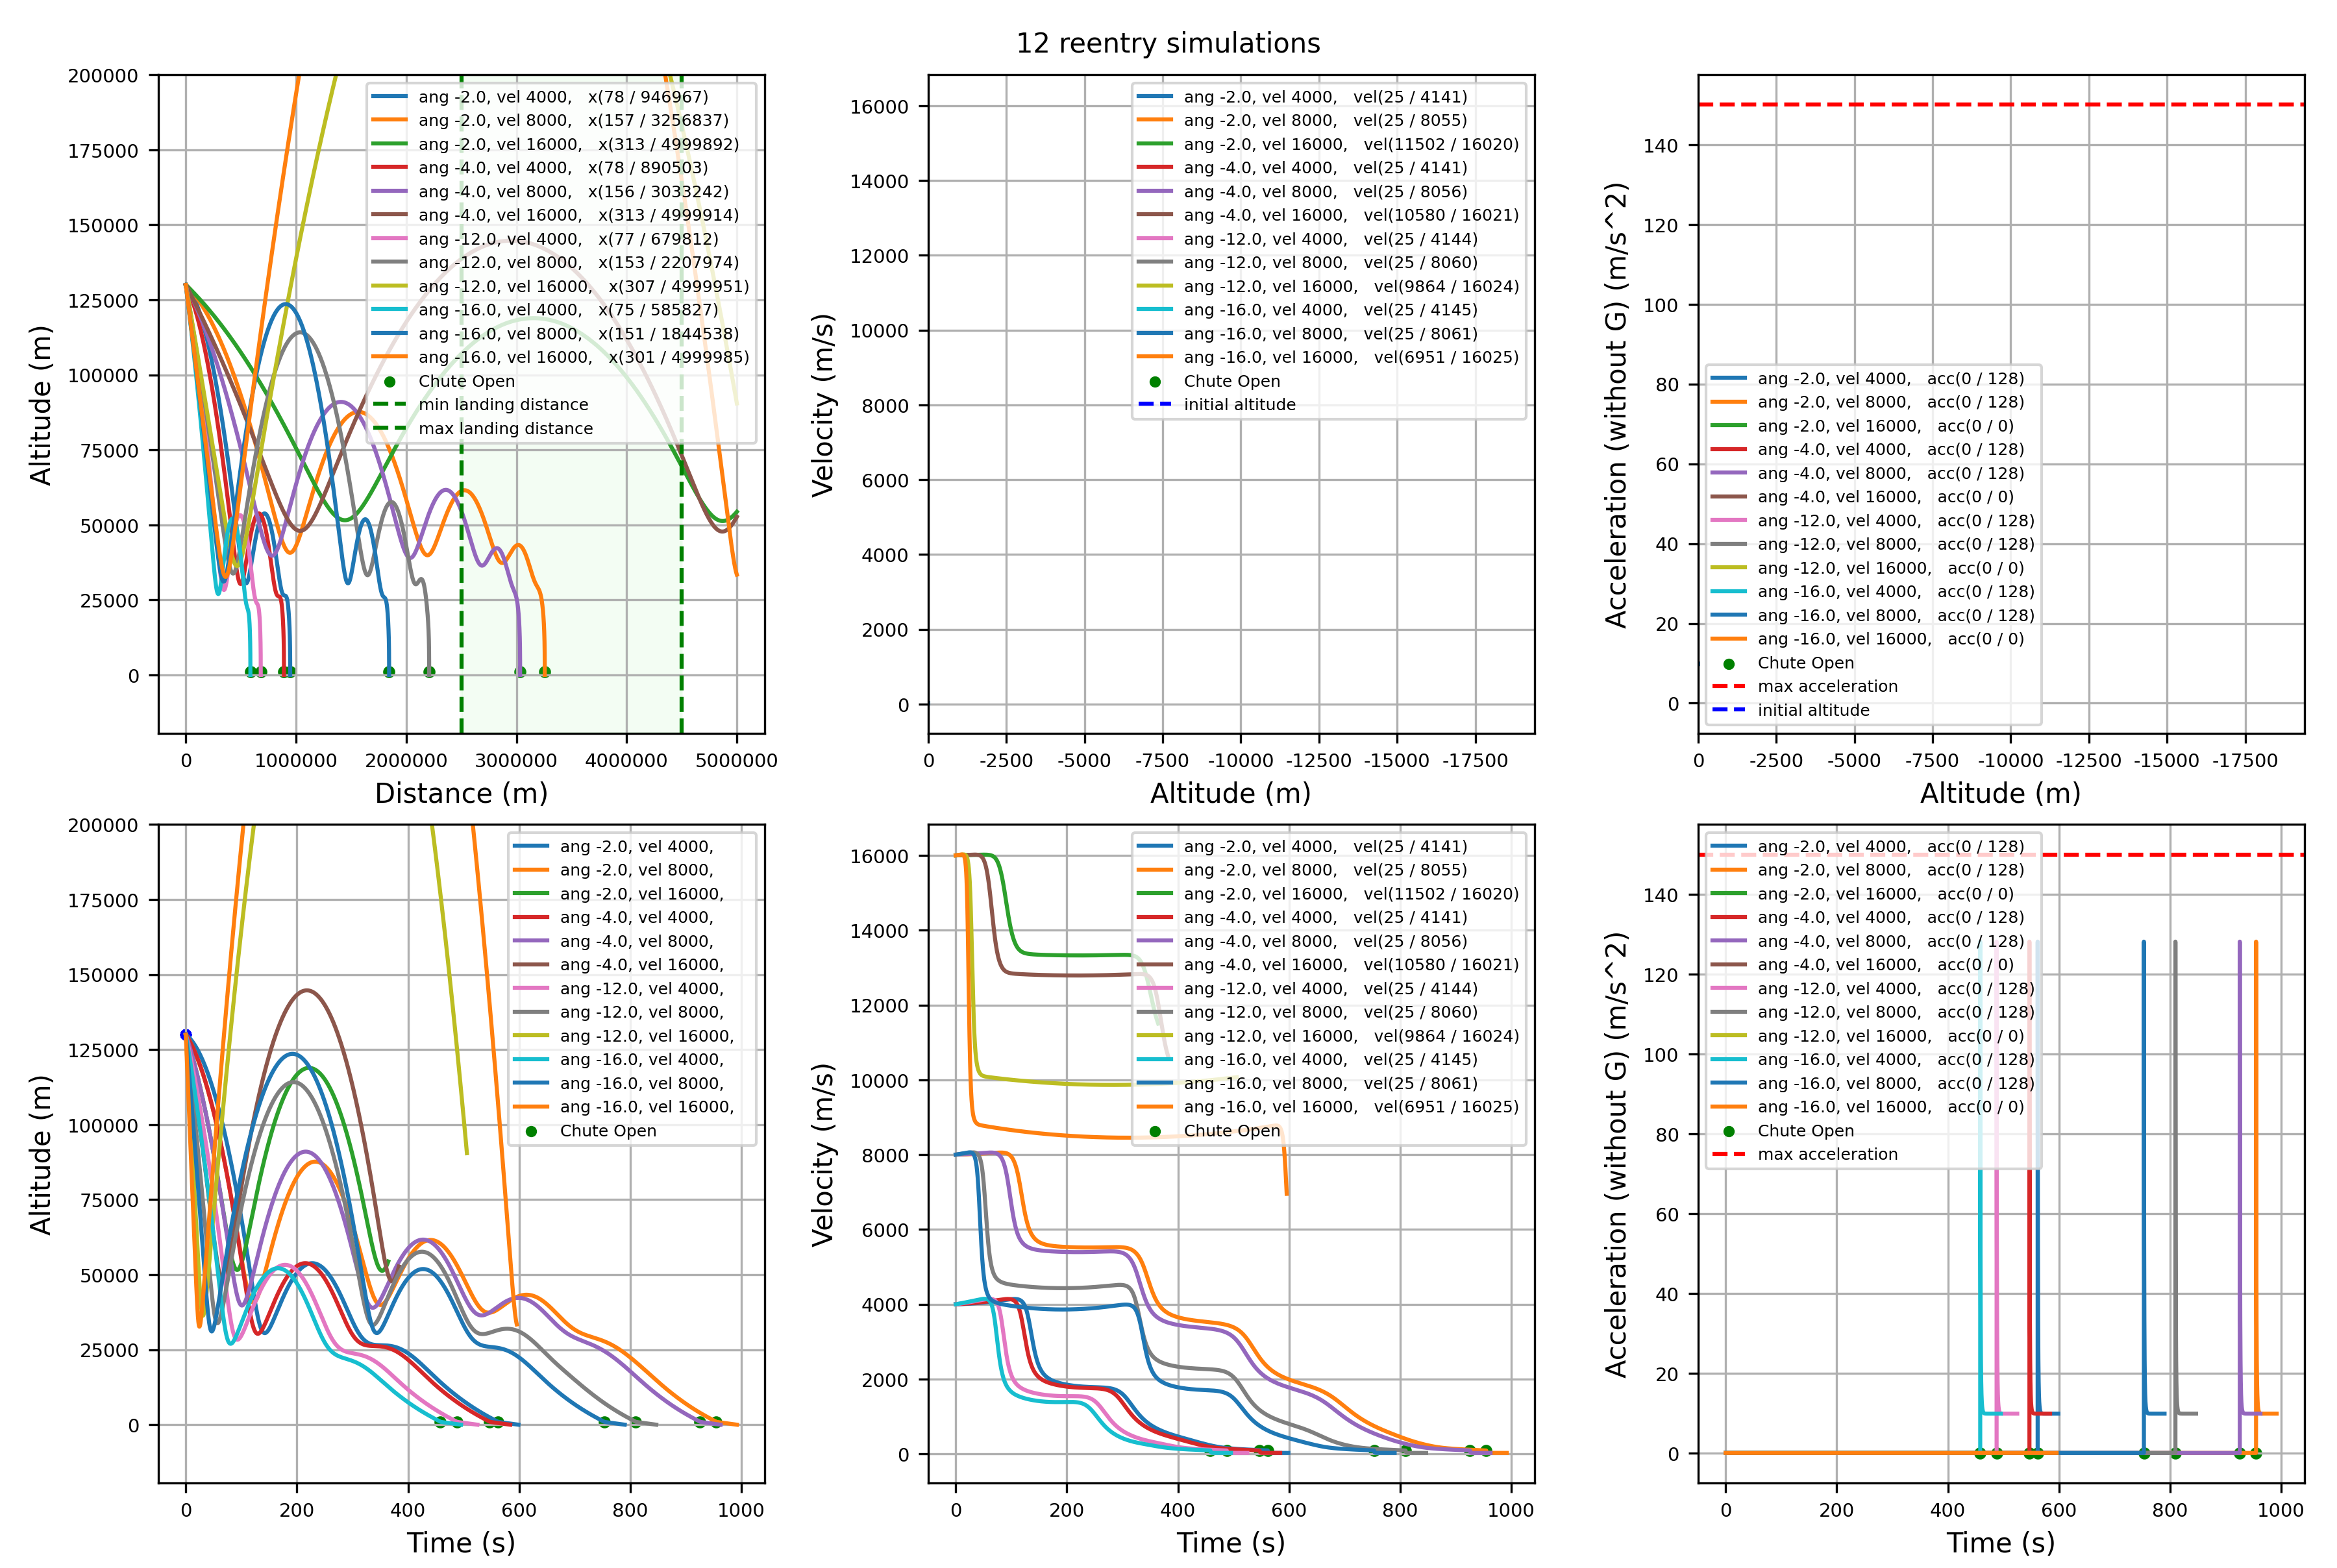 12 reentry simulations
200000
175000
150000
125000
100000
75000
50000
25000
0
Altitude (m)
ang -2.0, vel 4000, x(78 / 946967)
ang -2.0, vel 8000, x(157 / 3256837)
ang -2.0, vel 16000, x(313 / 4999892)
ang -4.0, vel 4000, x(78 / 890503)
ang -4.0, vel 8000, x(156 / 3033242)
ang -4.0, vel 16000, x(313 / 4999914)
ang -12.0, vel 4000, x(77 / 679812)
ang -12.0, vel 8000, x(153 / 2207974)
ang -12.0, vel 16000, x(307 / 4999951)
ang -16.0, vel 4000, x(75 / 585827)
ang -16.0, vel 8000, x(151 / 1844538)
ang -16.0, vel 16000, x(301 / 4999985)
Chute Open
min landing distance
max landing distance
0 1000000 2000000 3000000 4000000 5000000
Distance (m)
16000
14000
12000
10000
8000
6000
4000
2000
0
Velocity (m/s)
ang -2.0, vel 4000, vel(25 / 4141)
ang -2.0, vel 8000, vel(25 / 8055)
ang -2.0, vel 16000, vel(11502 / 16020)
ang -4.0, vel 4000, vel(25 / 4141)
ang -4.0, vel 8000, vel(25 / 8056)
ang -4.0, vel 16000, vel(10580 / 16021)
ang -12.0, vel 4000, vel(25 / 4144)
ang -12.0, vel 8000, vel(25 / 8060)
ang -12.0, vel 16000, vel(9864 / 16024)
ang -16.0, vel 4000, vel(25 / 4145)
ang -16.0, vel 8000, vel(25 / 8061)
ang -16.0, vel 16000, vel(6951 / 16025)
Chute Open
initial altitude
0 -2500 -5000 -7500 -10000 -12500 -15000 -17500
Altitude (m)
140
120
100
80
60
40
20
0
Acceleration (without G) (m/s^2)
ang -2.0, vel 4000, acc(0 / 128)
ang -2.0, vel 8000, acc(0 / 128)
ang -2.0, vel 16000, acc(0 / 0)
ang -4.0, vel 4000, acc(0 / 128)
ang -4.0, vel 8000, acc(0 / 128)
ang -4.0, vel 16000, acc(0 / 0)
ang -12.0, vel 4000, acc(0 / 128)
ang -12.0, vel 8000, acc(0 / 128)
ang -12.0, vel 16000, acc(0 / 0)
ang -16.0, vel 4000, acc(0 / 128)
ang -16.0, vel 8000, acc(0 / 128)
ang -16.0, vel 16000, acc(0 / 0)
Chute Open
max acceleration
initial altitude
0 -2500 -5000 -7500 -10000 -12500 -15000 -17500
Altitude (m)
200000
175000
150000
125000
100000
75000
50000
25000
0
Altitude (m)
ang -2.0, vel 4000,
ang -2.0, vel 8000,
ang -2.0, vel 16000,
ang -4.0, vel 4000,
ang -4.0, vel 8000,
ang -4.0, vel 16000,
ang -12.0, vel 4000,
ang -12.0, vel 8000,
ang -12.0, vel 16000,
ang -16.0, vel 4000,
ang -16.0, vel 8000,
ang -16.0, vel 16000,
Chute Open
0 200 400 600 800 1000
Time (s)
16000
14000
12000
10000
8000
6000
4000
2000
0
Velocity (m/s)
ang -2.0, vel 4000, vel(25 / 4141)
ang -2.0, vel 8000, vel(25 / 8055)
ang -2.0, vel 16000, vel(11502 / 16020)
ang -4.0, vel 4000, vel(25 / 4141)
ang -4.0, vel 8000, vel(25 / 8056)
ang -4.0, vel 16000, vel(10580 / 16021)
ang -12.0, vel 4000, vel(25 / 4144)
ang -12.0, vel 8000, vel(25 / 8060)
ang -12.0, vel 16000, vel(9864 / 16024)
ang -16.0, vel 4000, vel(25 / 4145)
ang -16.0, vel 8000, vel(25 / 8061)
ang -16.0, vel 16000, vel(6951 / 16025)
Chute Open
0 200 400 600 800 1000
Time (s)
140
120
100
80
60
40
20
0
Acceleration (without G) (m/s^2)
ang -2.0, vel 4000, acc(0 / 128)
ang -2.0, vel 8000, acc(0 / 128)
ang -2.0, vel 16000, acc(0 / 0)
ang -4.0, vel 4000, acc(0 / 128)
ang -4.0, vel 8000, acc(0 / 128)
ang -4.0, vel 16000, acc(0 / 0)
ang -12.0, vel 4000, acc(0 / 128)
ang -12.0, vel 8000, acc(0 / 128)
ang -12.0, vel 16000, acc(0 / 0)
ang -16.0, vel 4000, acc(0 / 128)
ang -16.0, vel 8000, acc(0 / 128)
ang -16.0, vel 16000, acc(0 / 0)
Chute Open
max acceleration
0 200 400 600 800 1000
Time (s)